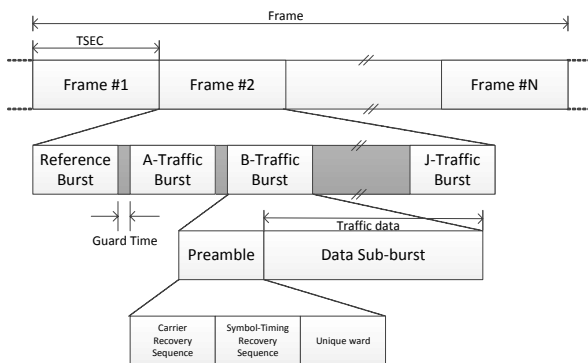 Frame
TSEC
Frame #1
Frame #2
Frame #N
Reference
Burst
A-Traffic
Burst
B-Traffic
Burst
J-Traffic
Burst
Guard Time
Traffic data
Preamble
Data Sub-burst
Carrier
Recovery
Sequence
Symbol-Timing
Recovery
Sequence
Unique ward